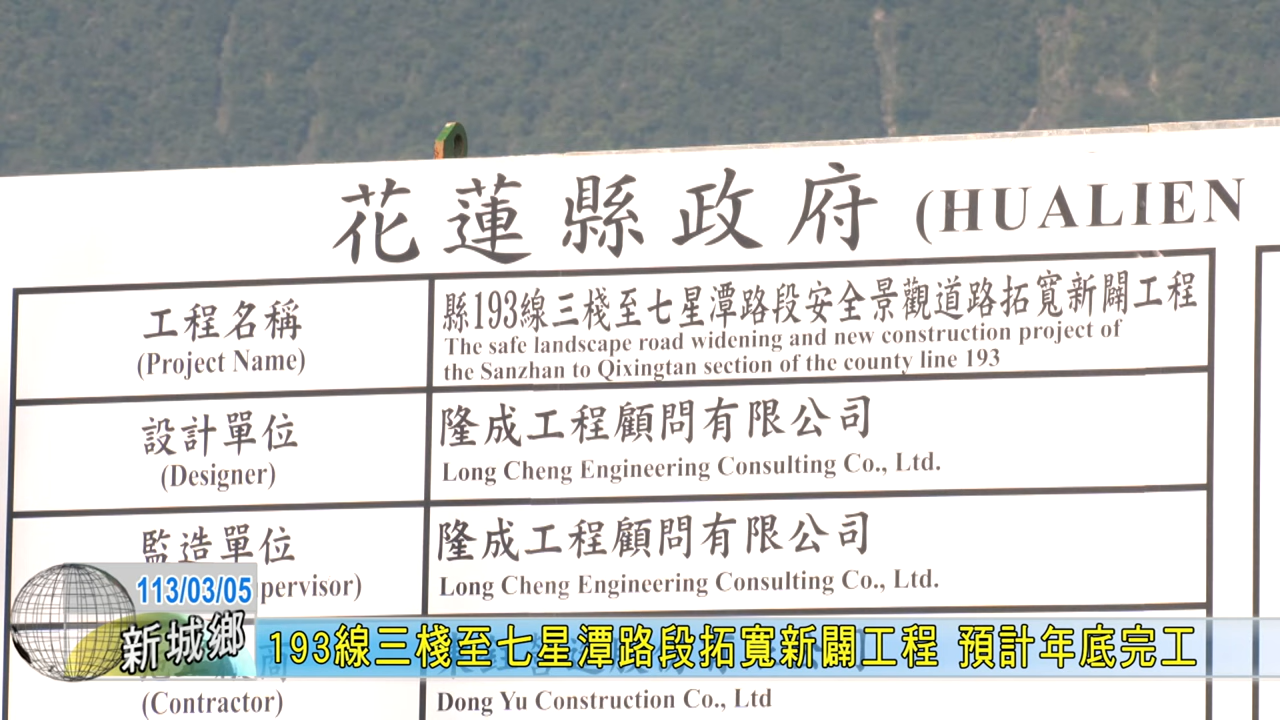 花蓮縣政府 (HUALIEN
工程名稱
(Project Name)
縣193線三棧至七星潭路段安全景觀道路拓寬新闢工程
The safe landscape road widening and new construction project of
the Sanzhan to Qixingtan section of the county line 193
設計單位
(Designer)
隆成工程顧問有限公司
Long Cheng Engineering Consulting Co., Ltd.
監造單位
pervisor)
隆成工程顧問有限公司
Long Cheng Engineering Consulting Co., Ltd.
113/03/05
新城鄉
193線三棧至七星潭路段拓寬新闢工程 預計年底完工
(Contractor)
Dong Yu Construction Co., Ltd